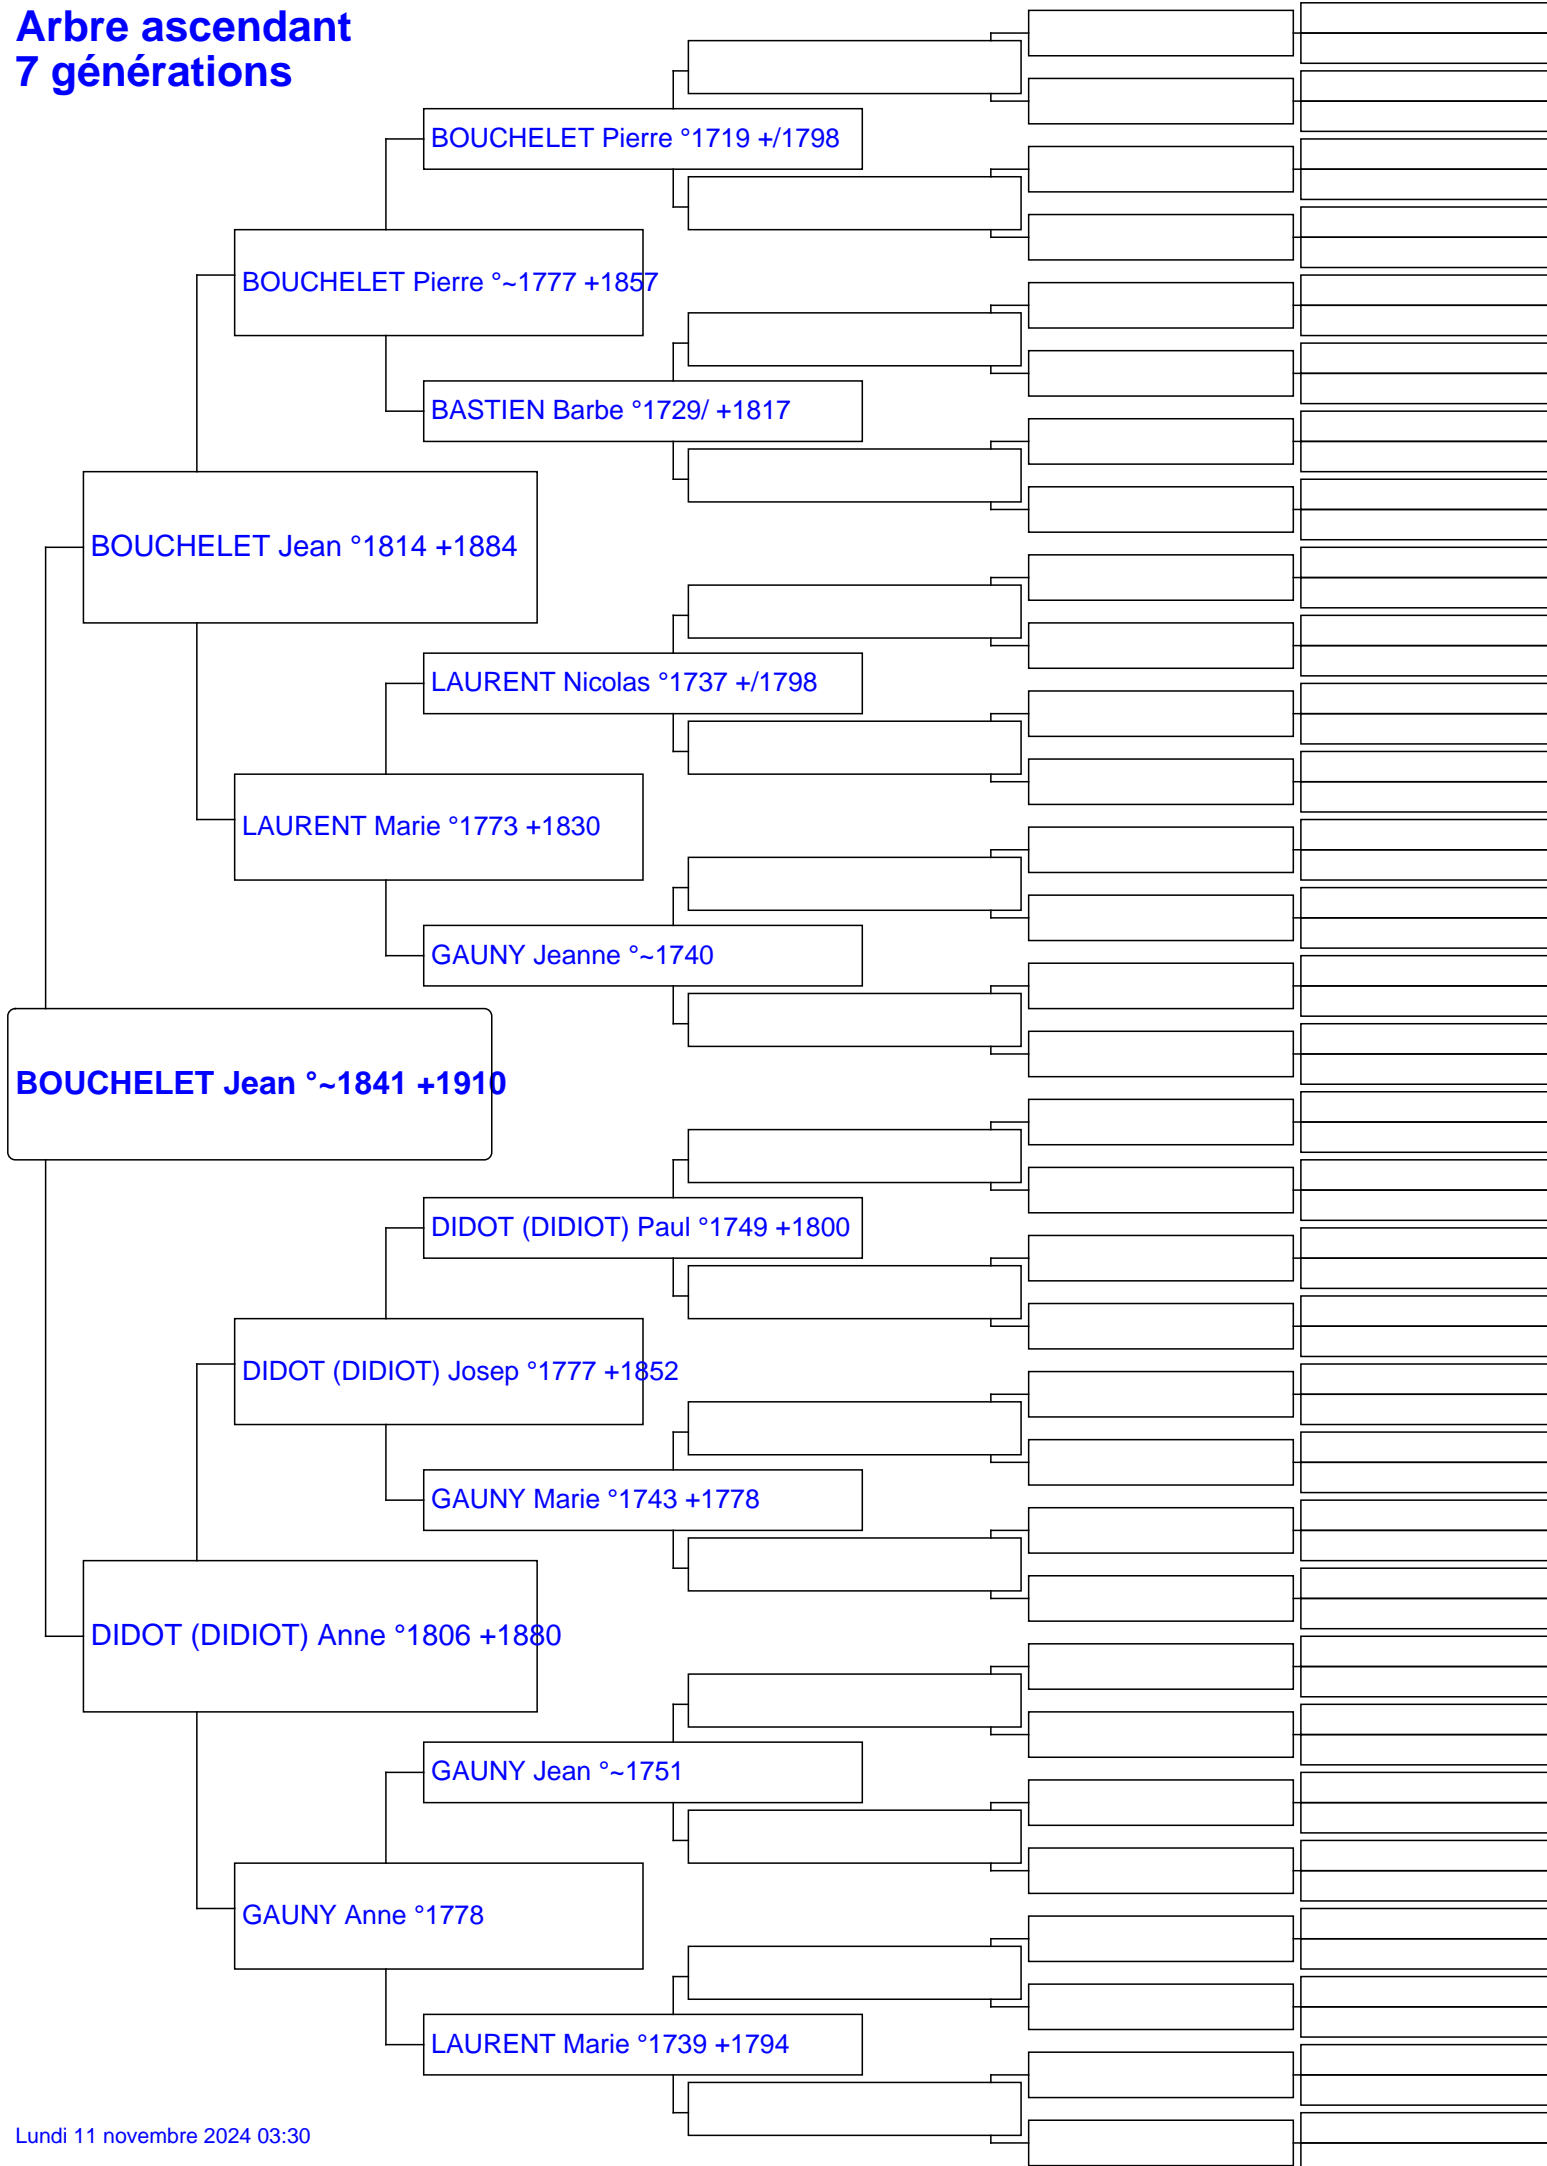 Arbre ascendant
7 générations
BOUCHELET Pierre °1719 +/1798
BOUCHELET Pierre °~1777 +1857
BASTIEN Barbe °1729/ +1817
BOUCHELET Jean °1814 +1884
LAURENT Nicolas °1737 +/1798
LAURENT Marie °1773 +1830
GAUNY Jeanne °~1740
BOUCHELET Jean °~1841 +1910
DIDOT (DIDIOT) Paul °1749 +1800
DIDOT (DIDIOT) Josep °1777 +1852
GAUNY Marie °1743 +1778
DIDOT (DIDIOT) Anne °1806 +1880
GAUNY Jean °~1751
GAUNY Anne °1778
LAURENT Marie °1739 +1794
Lundi 11 novembre 2024 03:30